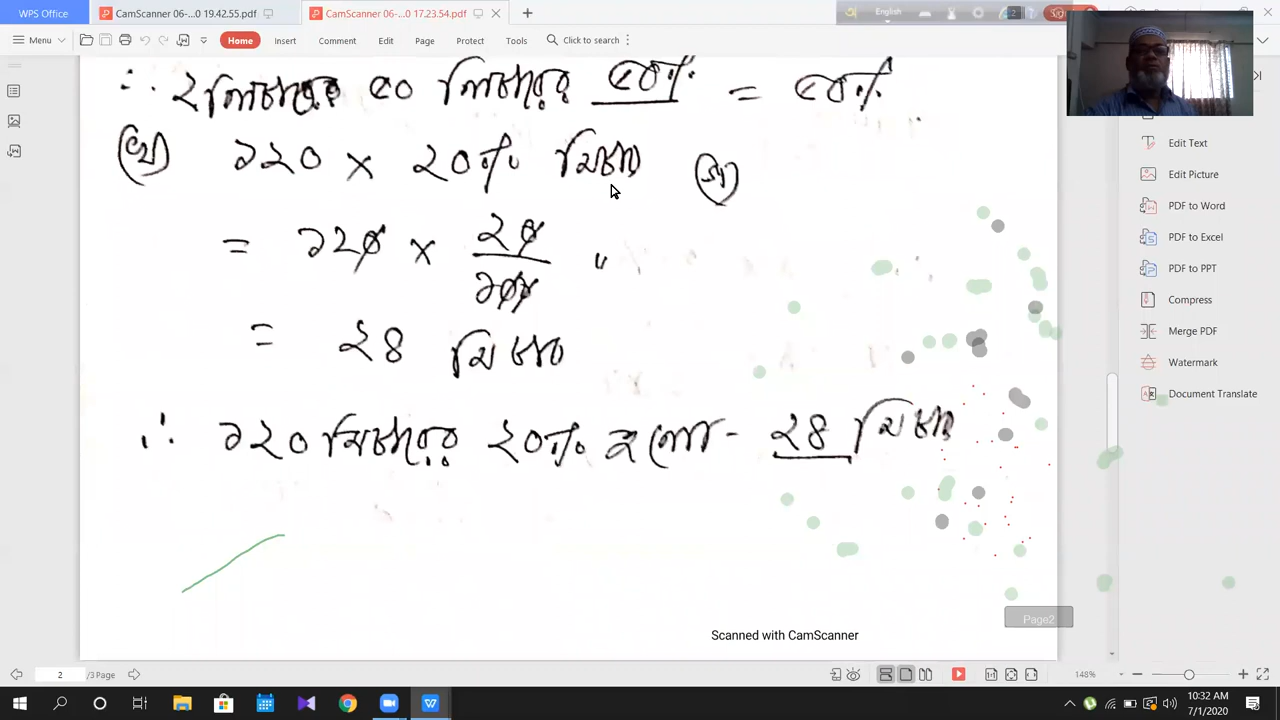 WPS Office
CamScanner 06-...0 19.42.55.pdf
CamScanner 06-...0 17.23.54.pdf
English
Menu
Home
Insert
Comment
Edit
Page
Protect
Tools
Click to search
∴ ২ মিটারের ৫০ মিটারের = ৫০%
(খ) ১২০ × ২০% মিটার
= ১২০ × ২০/১০০ "
= ২৪ মিটার
∴ ১২০ মিটারের ২০% হলো- ২৪ মিটার
Scanned with CamScanner
Page2
Edit Text
Edit Picture
PDF to Word
PDF to Excel
PDF to PPT
Compress
Merge PDF
Watermark
Document Translate
2 /3 Page
148%
10:32 AM
7/1/2020